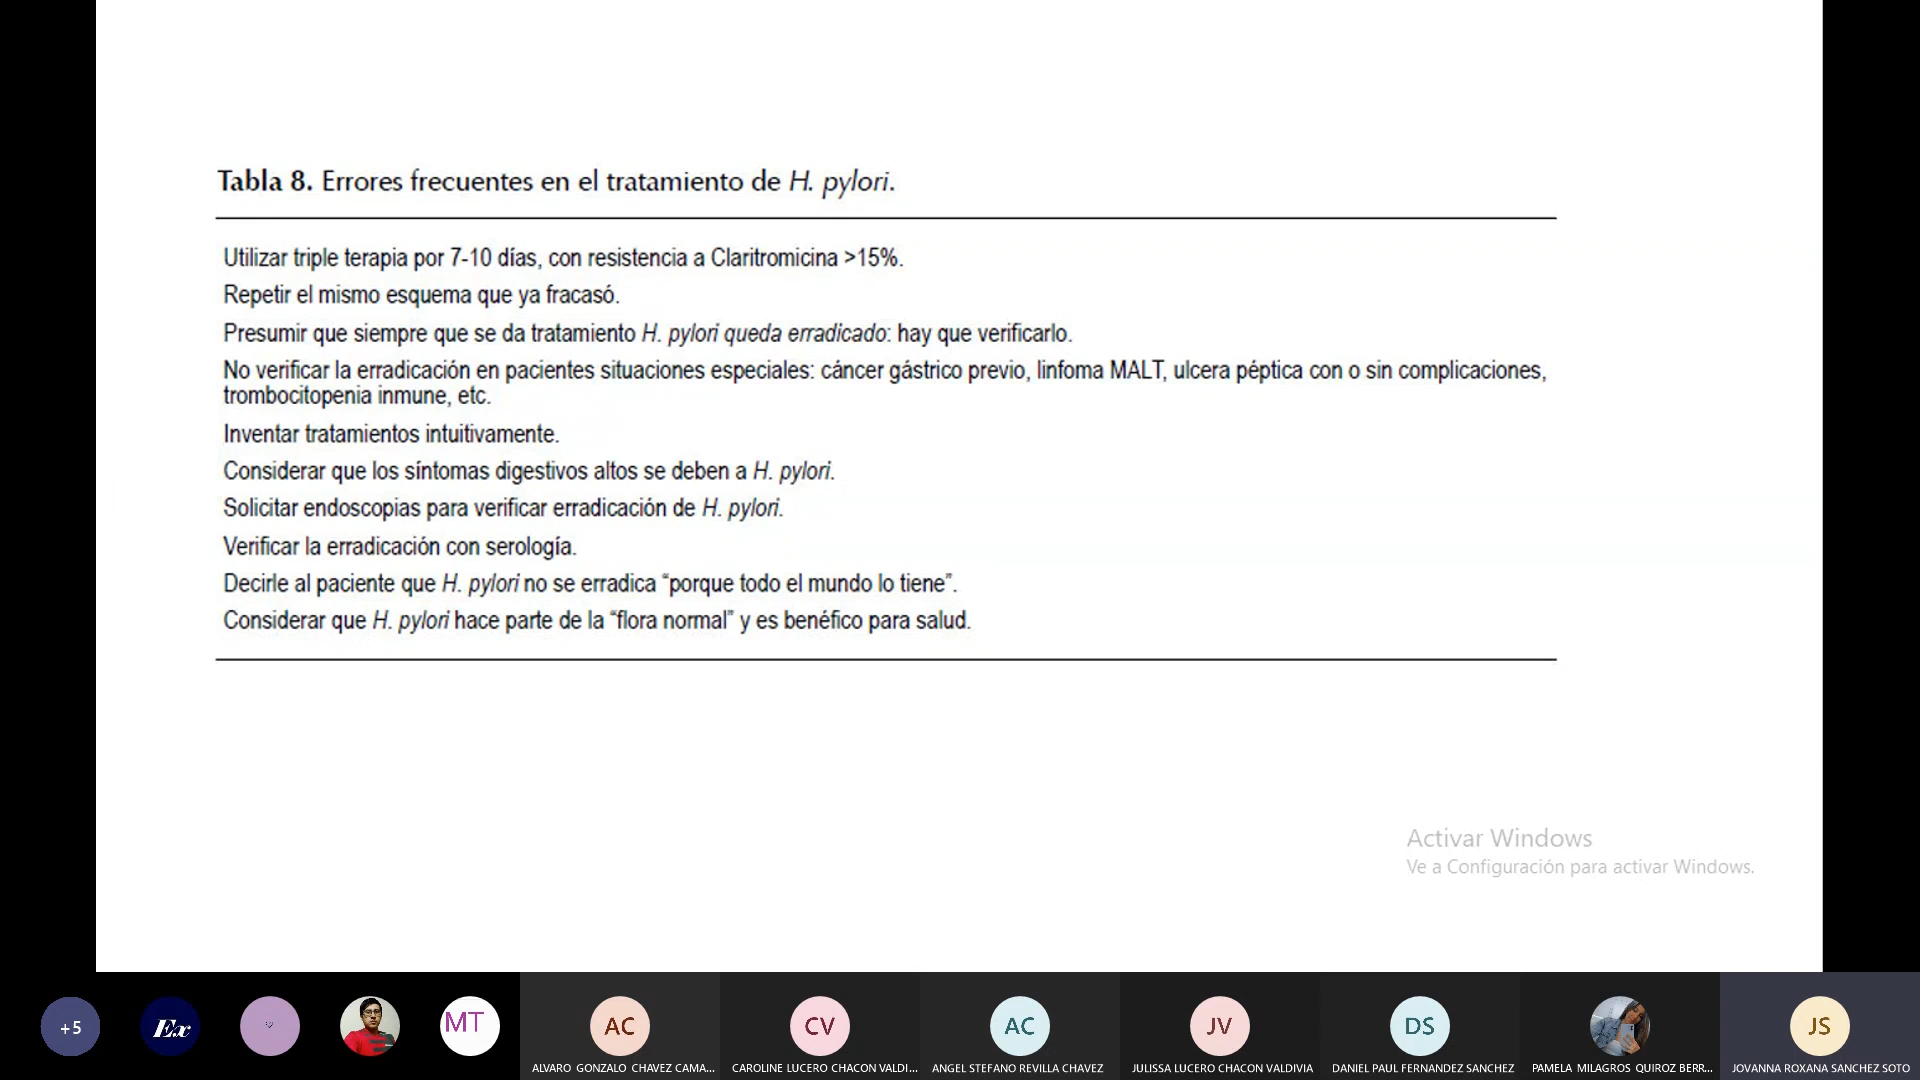 Tabla 8. Errores frecuentes en el tratamiento de H. pylori.
Utilizar triple terapia por 7-10 días, con resistencia a Claritromicina >15%.
Repetir el mismo esquema que ya fracasó.
Presumir que siempre que se da tratamiento H. pylori queda erradicado: hay que verificarlo.
No verificar la erradicación en pacientes situaciones especiales: cáncer gástrico previo, linfoma MALT, ulcera péptica con o sin complicaciones,
trombocitopenia inmune, etc.
Inventar tratamientos intuitivamente.
Considerar que los síntomas digestivos altos se deben a H. pylori.
Solicitar endoscopias para verificar erradicación de H. pylori.
Verificar la erradicación con serología.
Decirle al paciente que H. pylori no se erradica “porque todo el mundo lo tiene”.
Considerar que H. pylori hace parte de la “flora normal” y es benéfico para salud.
Activar Windows
Ve a Configuración para activar Windows.
+5
Ex
MT
AC
CV
AC
JV
DS
JS
ALVARO GONZALO CHAVEZ CAMA...
CAROLINE LUCERO CHACON VALDI...
ANGEL STEFANO REVILLA CHAVEZ
JULISSA LUCERO CHACON VALDIVIA
DANIEL PAUL FERNANDEZ SANCHEZ
PAMELA MILAGROS QUIROZ BERR...
JOVANNA ROXANA SANCHEZ SOTO